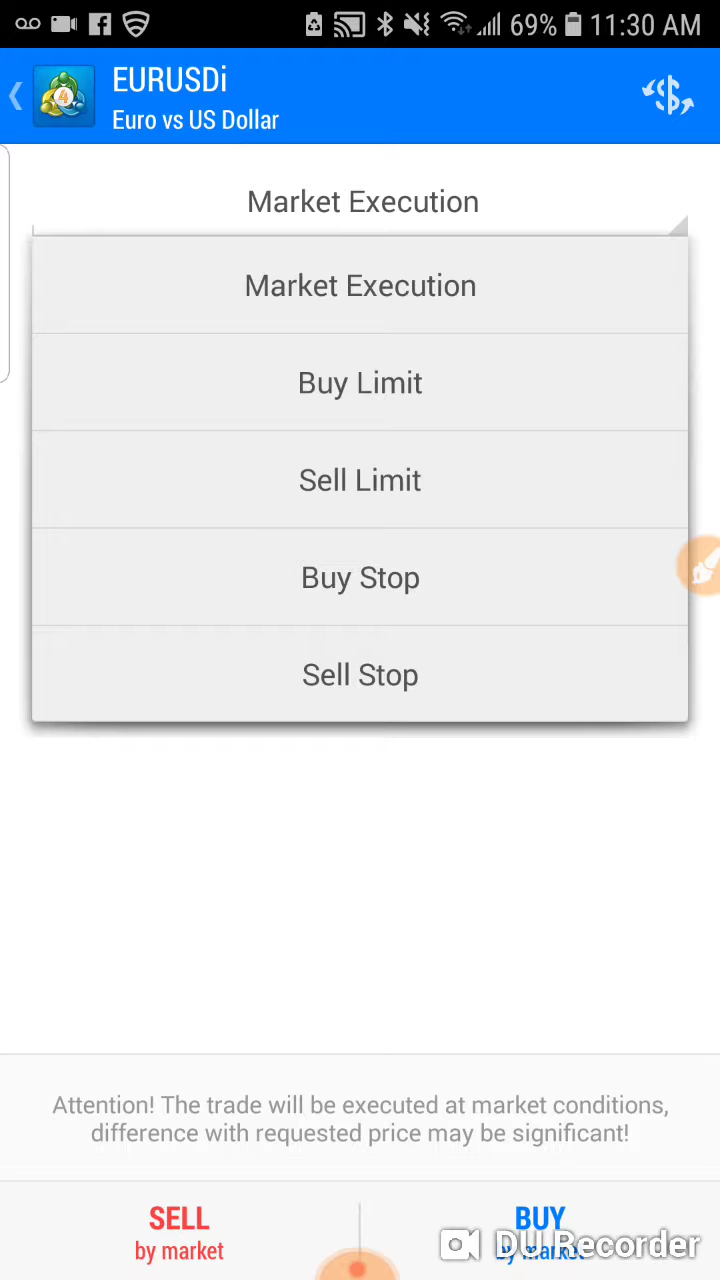 69% 11:30 AM
EURUSDi
Euro vs US Dollar
Market Execution
Market Execution
Buy Limit
Sell Limit
Buy Stop
Sell Stop
Attention! The trade will be executed at market conditions,
difference with requested price may be significant!
SELL
by market
BUY
by market
DU Recorder